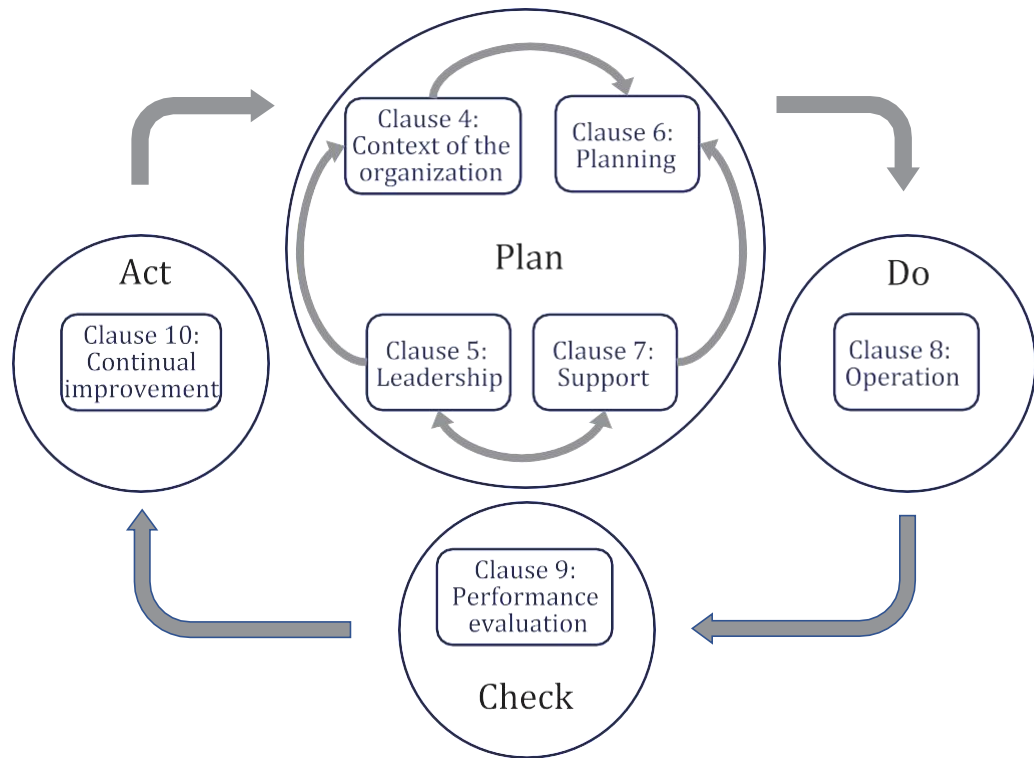 Clause 4:
Context of the
organization
Clause 6:
Planning
Plan
Clause 5:
Leadership
Clause 7:
Support
Do
Clause 8:
Operation
Clause 9:
Performance
evaluation
Check
Act
Clause 10:
Continual
improvement